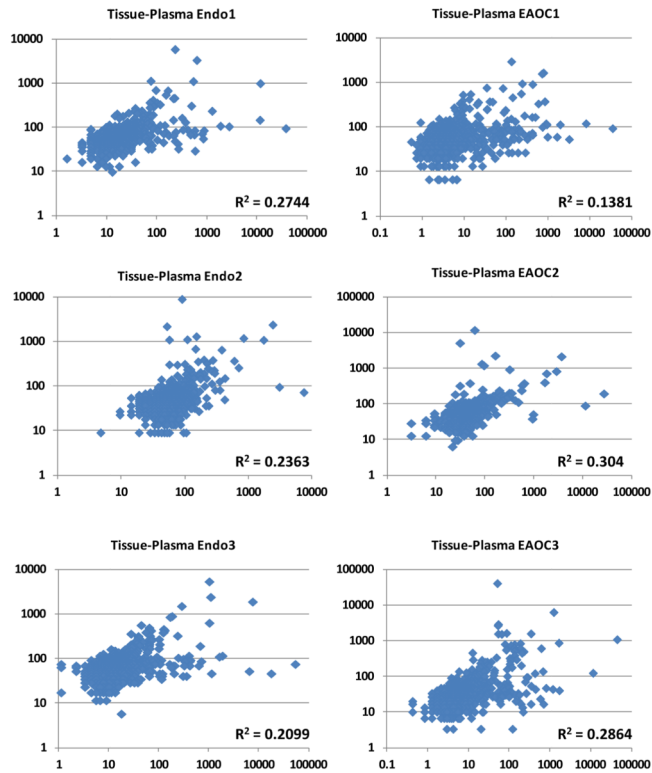 Tissue-Plasma Endo1
10000
1000
100
10
1
R² = 0.2744
1 10 100 1000 10000 100000
Tissue-Plasma EAOC1
10000
1000
100
10
1
R² = 0.1381
0.1 1 10 100 1000 10000 100000
Tissue-Plasma Endo2
10000
1000
100
10
1
R² = 0.2363
1 10 100 1000 10000
Tissue-Plasma EAOC2
100000
10000
1000
100
10
1
R² = 0.304
1 10 100 1000 10000 100000
Tissue-Plasma Endo3
10000
1000
100
10
1
R² = 0.2099
1 10 100 1000 10000 100000
Tissue-Plasma EAOC3
100000
10000
1000
100
10
1
R² = 0.2864
0.1 1 10 100 1000 10000 100000